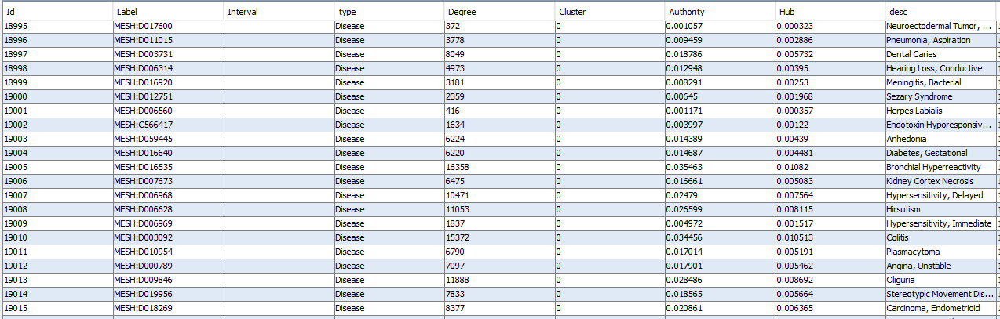 Id Label Interval type Degree Cluster Authority Hub desc
18995 MESH:D017600 Disease 372 0 0.001057 0.000323 Neuroectodermal Tumor, ...
18996 MESH:D011015 Disease 3778 0 0.009459 0.002886 Pneumonia, Aspiration
18997 MESH:D003731 Disease 8049 0 0.018786 0.005732 Dental Caries
18998 MESH:D006314 Disease 4973 0 0.012948 0.00395 Hearing Loss, Conductive
18999 MESH:D016920 Disease 3181 0 0.008291 0.00253 Meningitis, Bacterial
19000 MESH:D012751 Disease 2359 0 0.00645 0.001968 Sezary Syndrome
19001 MESH:D006560 Disease 416 0 0.001171 0.000357 Herpes Labialis
19002 MESH:C566417 Disease 1634 0 0.003997 0.00122 Endotoxin Hyporesponsiv...
19003 MESH:D059445 Disease 6224 0 0.014389 0.00439 Anhedonia
19004 MESH:D016640 Disease 6220 0 0.014687 0.004481 Diabetes, Gestational
19005 MESH:D016535 Disease 16358 0 0.035463 0.01082 Bronchial Hyperreactivity
19006 MESH:D007673 Disease 6475 0 0.016661 0.005083 Kidney Cortex Necrosis
19007 MESH:D006968 Disease 10471 0 0.02479 0.007564 Hypersensitivity, Delayed
19008 MESH:D006628 Disease 11053 0 0.026599 0.008115 Hirsutism
19009 MESH:D006969 Disease 1837 0 0.004972 0.001517 Hypersensitivity, Immediate
19010 MESH:D003092 Disease 15372 0 0.034456 0.010513 Colitis
19011 MESH:D010954 Disease 6790 0 0.017014 0.005191 Plasmacytoma
19012 MESH:D000789 Disease 7097 0 0.017901 0.005462 Angina, Unstable
19013 MESH:D009846 Disease 11888 0 0.028486 0.008692 Oliguria
19014 MESH:D019956 Disease 7833 0 0.018565 0.005664 Stereotypic Movement Dis...
19015 MESH:D018269 Disease 8377 0 0.020861 0.006365 Carcinoma, Endometrioid